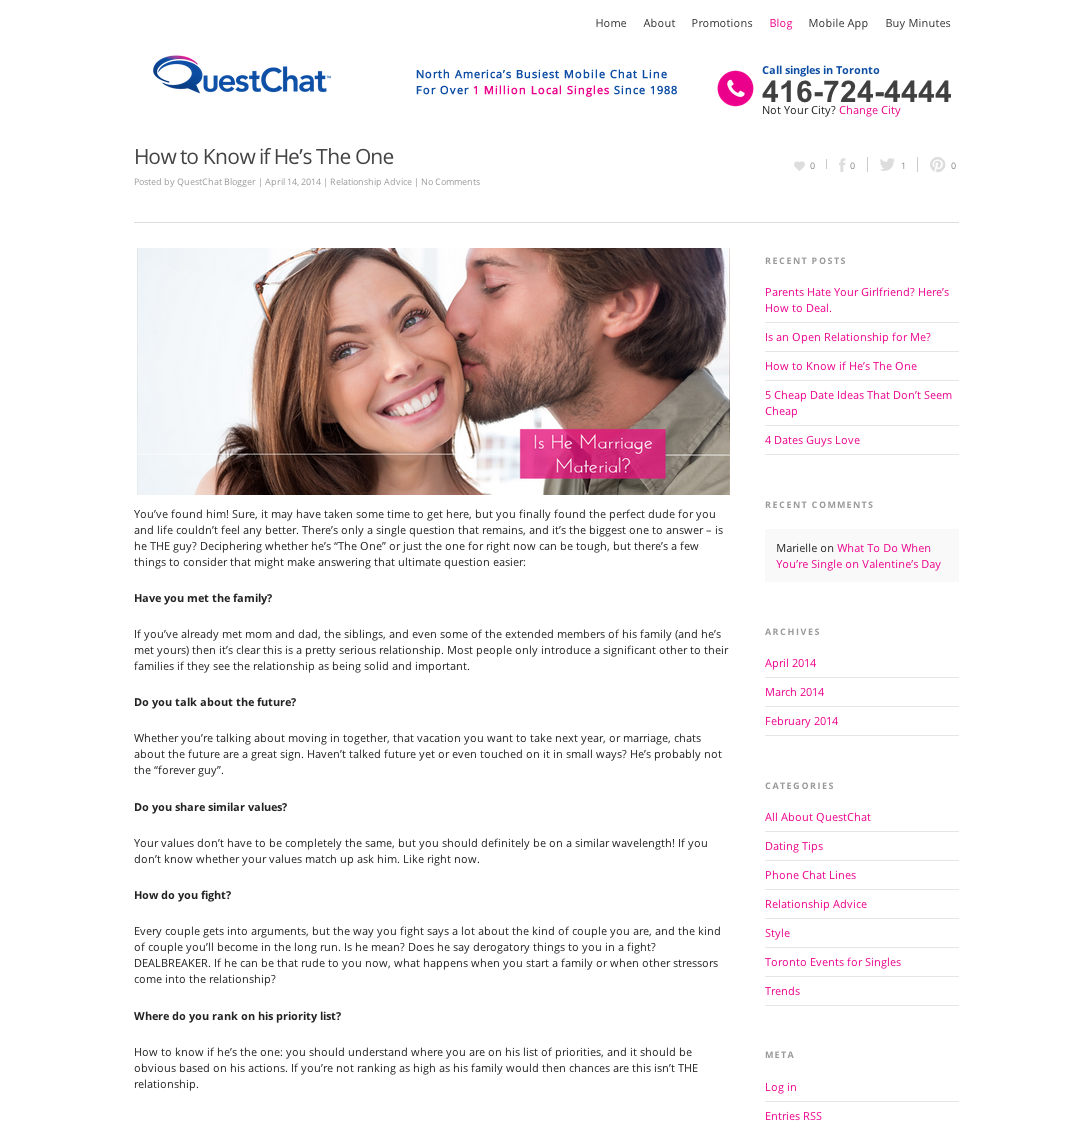 Home About Promotions Blog Mobile App Buy Minutes
QuestChat™
North America's Busiest Mobile Chat Line
For Over 1 Million Local Singles Since 1988
Call singles in Toronto
416-724-4444
Not Your City? Change City
How to Know if He’s The One
Posted by QuestChat Blogger | April 14, 2014 | Relationship Advice | No Comments
0 0 1 0
Is He Marriage
Material?
You’ve found him! Sure, it may have taken some time to get here, but you finally found the perfect dude for you
and life couldn’t feel any better. There’s only a single question that remains, and it’s the biggest one to answer – is
he THE guy? Deciphering whether he’s “The One” or just the one for right now can be tough, but there’s a few
things to consider that might make answering that ultimate question easier:
Have you met the family?
If you’ve already met mom and dad, the siblings, and even some of the extended members of his family (and he’s
met yours) then it’s clear this is a pretty serious relationship. Most people only introduce a significant other to their
families if they see the relationship as being solid and important.
Do you talk about the future?
Whether you’re talking about moving in together, that vacation you want to take next year, or marriage, chats
about the future are a great sign. Haven’t talked future yet or even touched on it in small ways? He’s probably not
the “forever guy”.
Do you share similar values?
Your values don’t have to be completely the same, but you should definitely be on a similar wavelength! If you
don’t know whether your values match up ask him. Like right now.
How do you fight?
Every couple gets into arguments, but the way you fight says a lot about the kind of couple you are, and the kind
of couple you’ll become in the long run. Is he mean? Does he say derogatory things to you in a fight?
DEALBREAKER. If he can be that rude to you now, what happens when you start a family or when other stressors
come into the relationship?
Where do you rank on his priority list?
How to know if he’s the one: you should understand where you are on his list of priorities, and it should be
obvious based on his actions. If you’re not ranking as high as his family would then chances are this isn’t THE
relationship.
RECENT POSTS
Parents Hate Your Girlfriend? Here’s
How to Deal.
Is an Open Relationship for Me?
How to Know if He’s The One
5 Cheap Date Ideas That Don’t Seem
Cheap
4 Dates Guys Love
RECENT COMMENTS
Marielle on What To Do When
You’re Single on Valentine’s Day
ARCHIVES
April 2014
March 2014
February 2014
CATEGORIES
All About QuestChat
Dating Tips
Phone Chat Lines
Relationship Advice
Style
Toronto Events for Singles
Trends
META
Log in
Entries RSS